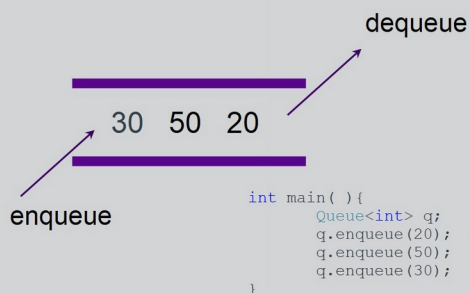 dequeue
30 50 20
enqueue
int main( ){
Queue<int> q;
q.enqueue(20);
q.enqueue(50);
q.enqueue(30);
}